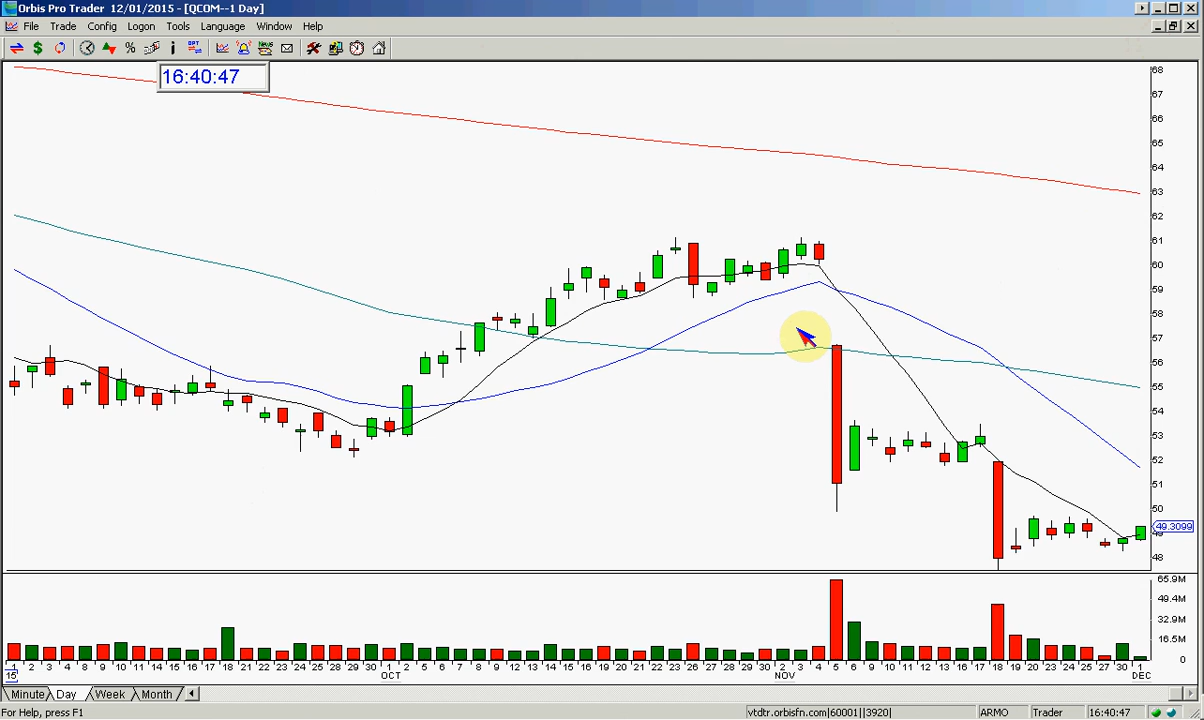 Orbis Pro Trader 12/01/2015 - [QCOM--1 Day]
File Trade Config Logon Tools Language Window Help
16:40:47
68
67
66
65
64
63
62
61
60
59
58
57
56
55
54
53
52
51
50
49.3099
49
48
65.9M
49.4M
32.9M
16.5M
0
1 2 3 4 8 9 10 11 14 15 16 17 18 21 22 23 24 25 28 29 30 1 2 5 6 7 8 9 12 13 14 15 16 19 20 21 22 23 26 27 28 29 30 2 3 4 5 6 9 10 11 12 13 16 17 18 19 20 23 24 25 27 30 1
15 OCT NOV DEC
Minute Day Week Month
For Help, press F1 vtdtr.orbisfn.com|60001||3920| ARMO Trader 16:40:47